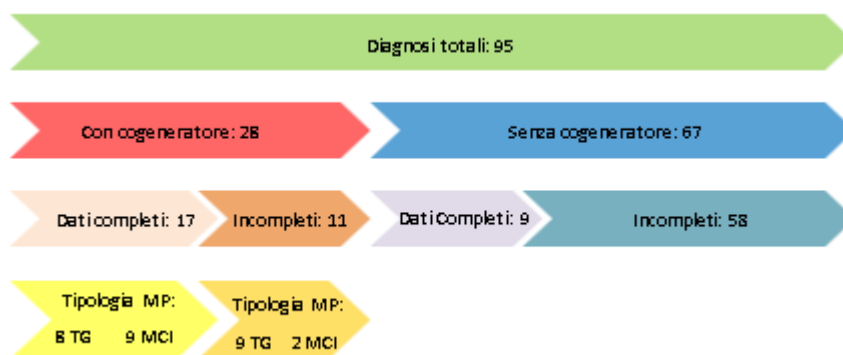 Diagnosi totali: 95
Con cogeneratore: 28
Senza cogeneratore: 67
Dati completi: 17
Incompleti: 11
Dati Completi: 9
Incompleti: 58
Tipologia MP:
8 TG 9 MCI
Tipologia MP:
9 TG 2 MCI